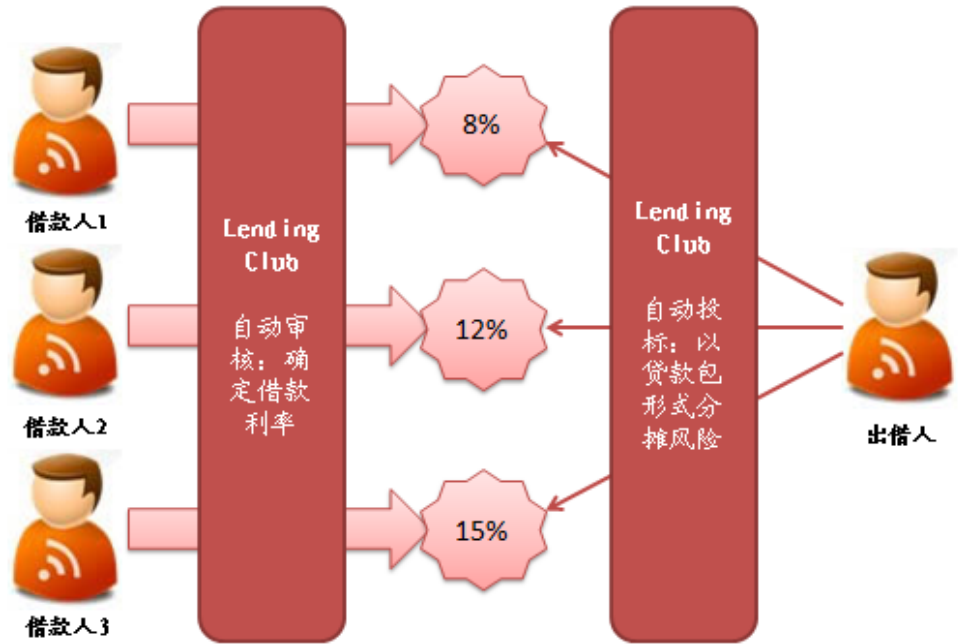 借款人1
借款人2
借款人3
Lending
Club
自动审
核：确
定借款
利率
8%
12%
15%
Lending
Club
自动投
标：以
贷款包
形式分
摊风险
出借人